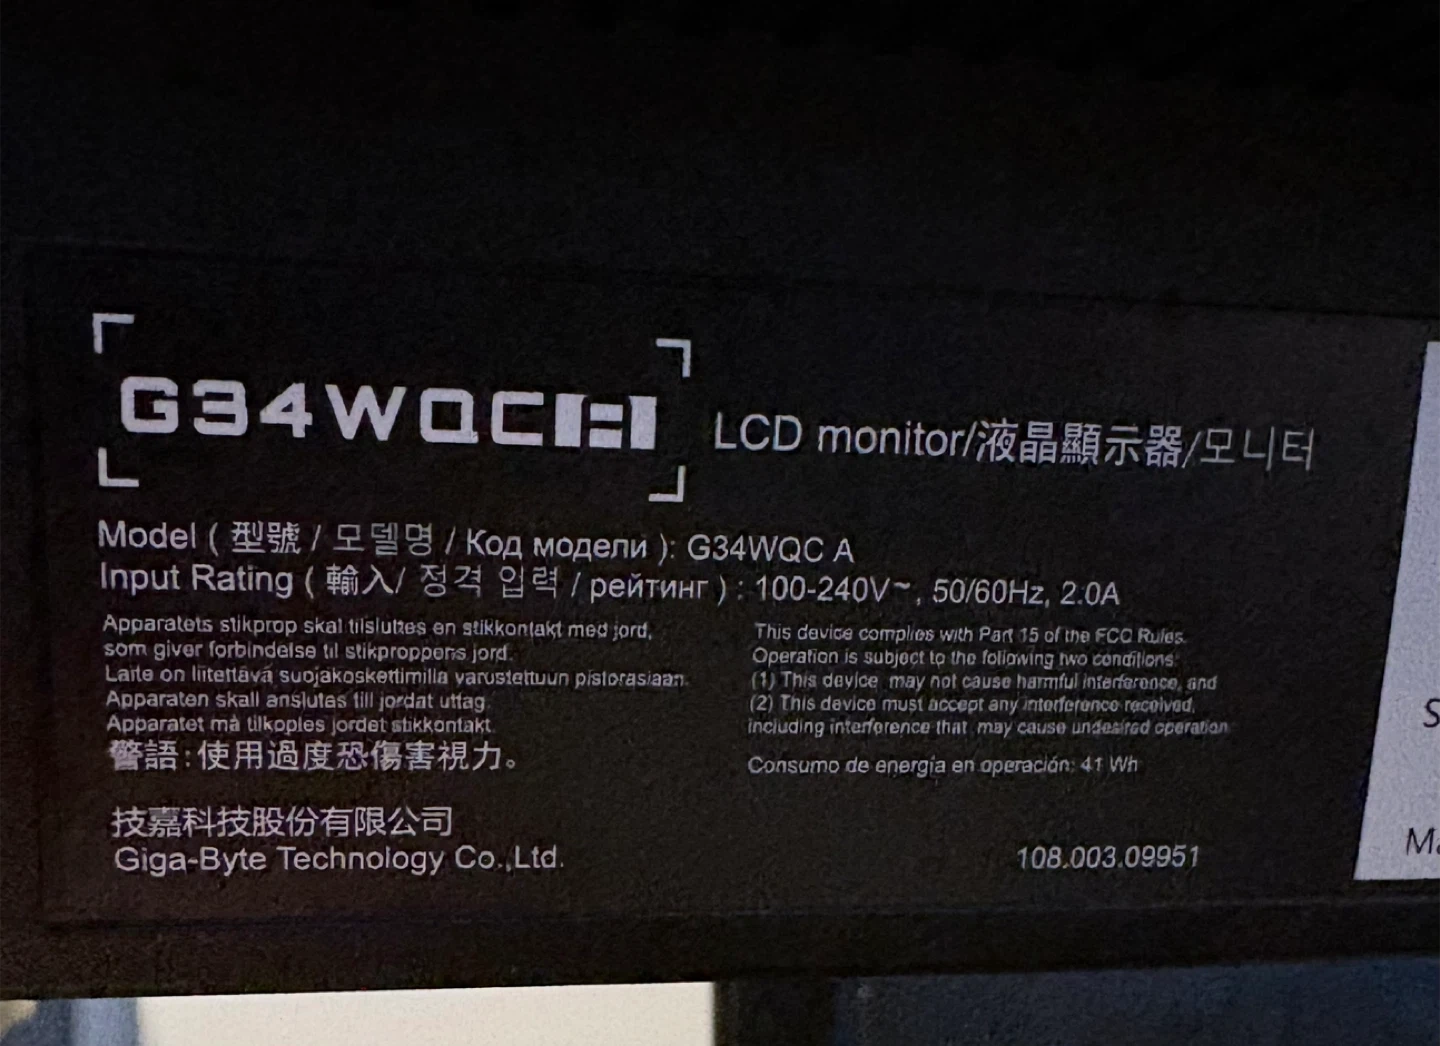 G34WQC A
LCD monitor/液晶顯示器/모니터
Model ( 型號 / 모델명 / Код модели ): G34WQC A
Input Rating ( 輸入/ 정격 입력 / рейтинг ) : 100-240V~, 50/60Hz, 2.0A
Apparatets stikprop skal tilsluttes en stikkontakt med jord,
som giver forbindelse til stikproppens jord.
Laite on liitettävä suojakoskettimilla varustettuun pistorasiaan.
Apparaten skall anslutas till jordat uttag.
Apparatet må tilkoples jordet stikkontakt.
警語:使用過度恐傷害視力。
This device complies with Part 15 of the FCC Rules.
Operation is subject to the following two conditions:
(1) This device may not cause harmful interference, and
(2) This device must accept any interference received,
including interference that may cause undesired operation.
Consumo de energía en operación: 41 Wh
技嘉科技股份有限公司
Giga-Byte Technology Co.,Ltd.
108.003.09951